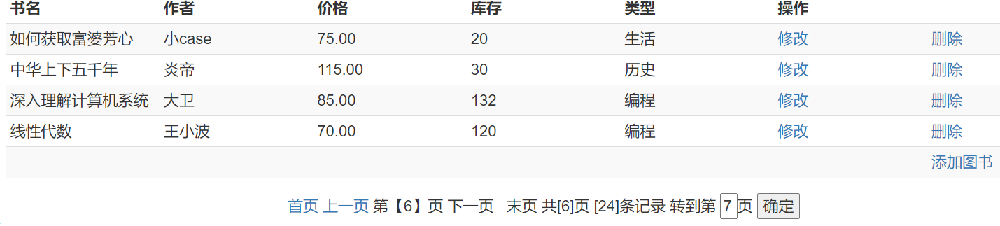 书名 作者 价格 库存 类型 操作
如何获取富婆芳心 小case 75.00 20 生活 修改 删除
中华上下五千年 炎帝 115.00 30 历史 修改 删除
深入理解计算机系统 大卫 85.00 132 编程 修改 删除
线性代数 王小波 70.00 120 编程 修改 删除
添加图书
首页 上一页 第【6】页 下一页 末页 共[6]页 [24]条记录 转到第 7 页 确定